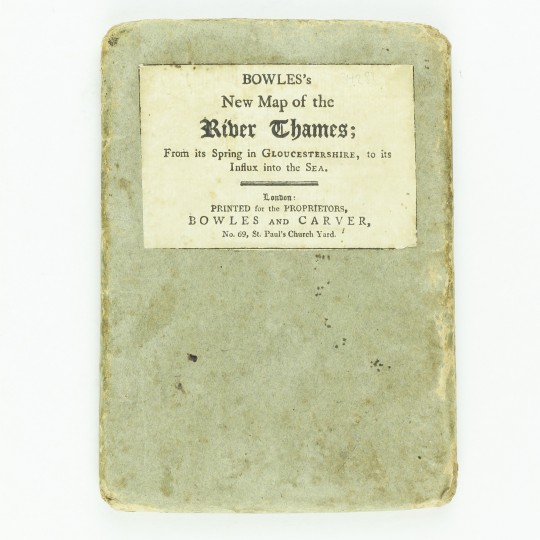 BOWLES's
New Map of the
River Thames;
From its Spring in GLOUCESTERSHIRE, to its
Influx into the SEA.
London:
PRINTED for the PROPRIETORS,
BOWLES AND CARVER,
No. 69, St. Paul's Church Yard.